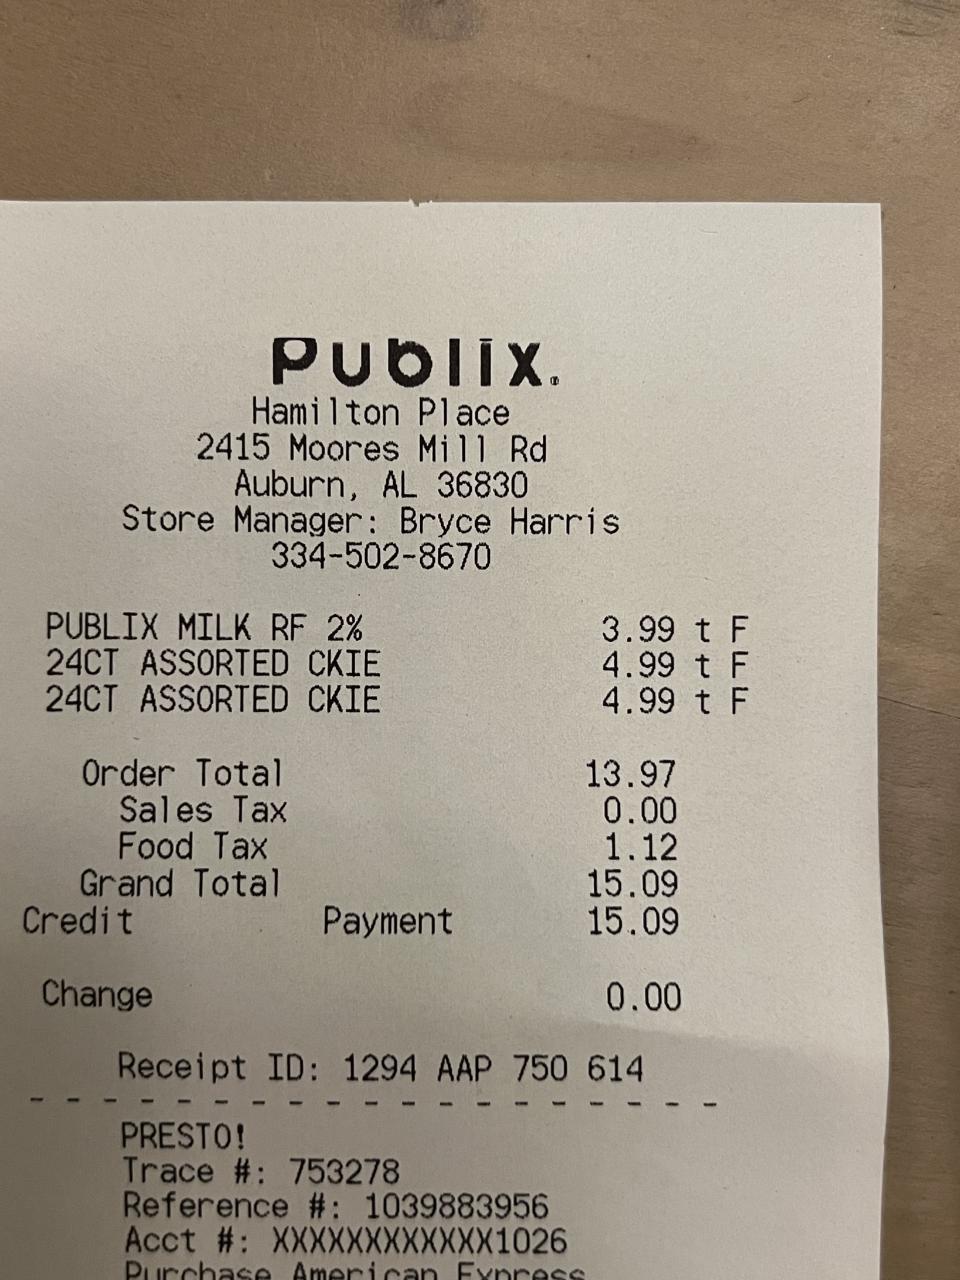 Publix.
Hamilton Place
2415 Moores Mill Rd
Auburn, AL 36830
Store Manager: Bryce Harris
334-502-8670
PUBLIX MILK RF 2% 3.99 t F
24CT ASSORTED CKIE 4.99 t F
24CT ASSORTED CKIE 4.99 t F
Order Total 13.97
Sales Tax 0.00
Food Tax 1.12
Grand Total 15.09
Credit Payment 15.09
Change 0.00
Receipt ID: 1294 AAP 750 614
- - - - - - - - - - - - - - - - - - -
PRESTO!
Trace #: 753278
Reference #: 1039883956
Acct #: XXXXXXXXXXXX1026
Purchase American Express